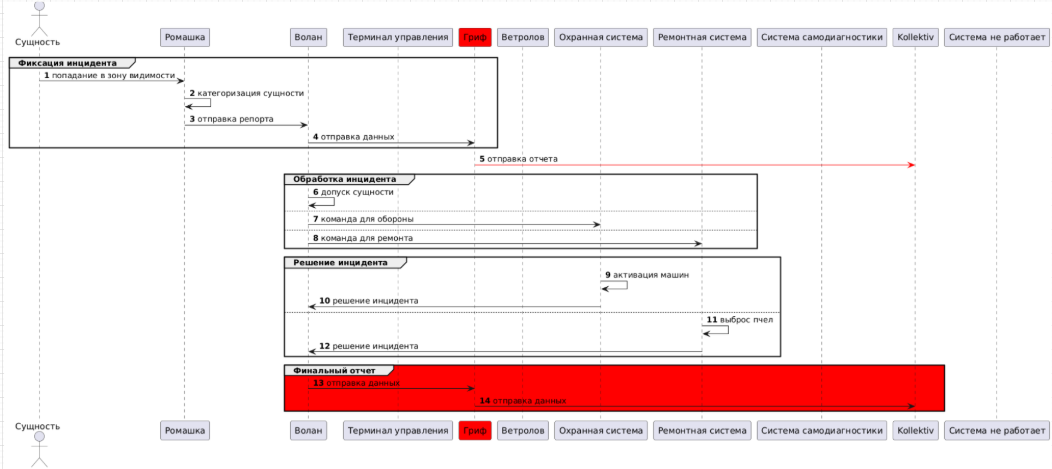 Сущность
Ромашка
Волан
Терминал управления
Гриф
Ветролов
Охранная система
Ремонтная система
Система самодиагностики
Kollektiv
Система не работает
Фиксация инцидента
1 попадание в зону видимости
2 категоризация сущности
3 отправка репорта
4 отправка данных
5 отправка отчета
Обработка инцидента
6 допуск сущности
7 команда для обороны
8 команда для ремонта
Решение инцидента
9 активация машин
10 решение инцидента
11 выброс пчел
12 решение инцидента
Финальный отчет
13 отправка данных
14 отправка данных
Сущность
Ромашка
Волан
Терминал управления
Гриф
Ветролов
Охранная система
Ремонтная система
Система самодиагностики
Kollektiv
Система не работает